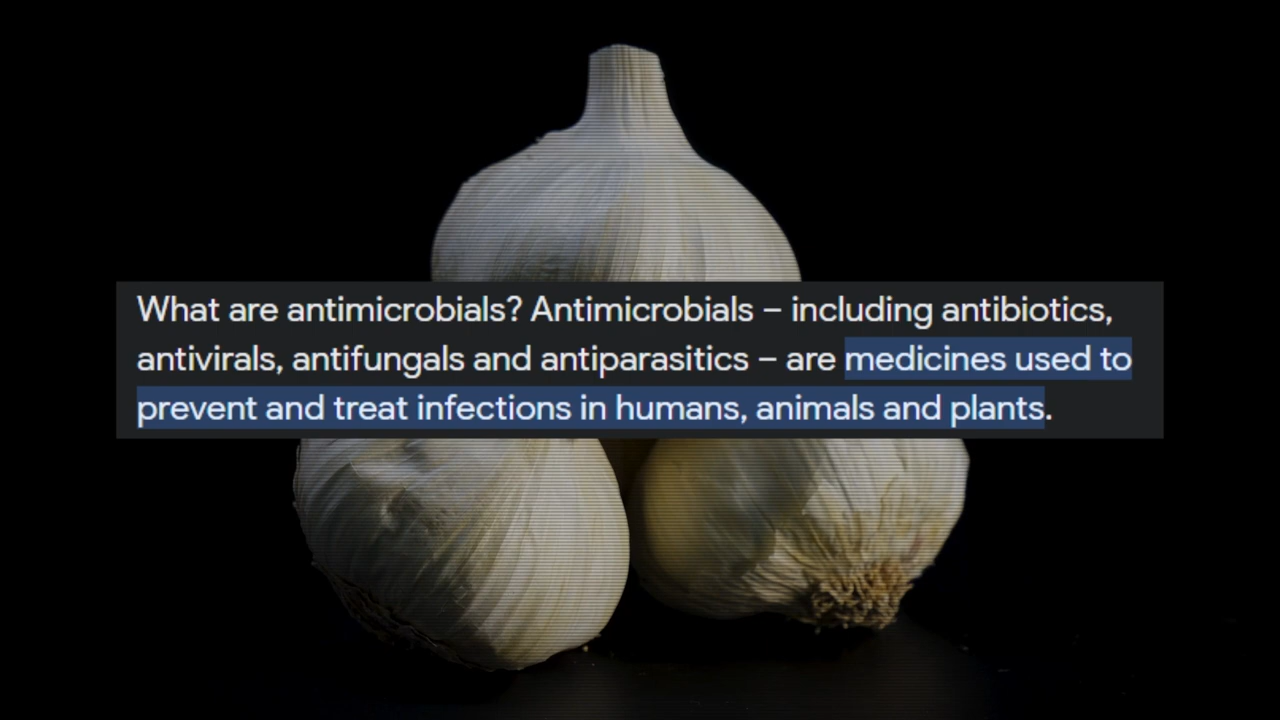 What are antimicrobials? Antimicrobials – including antibiotics,
antivirals, antifungals and antiparasitics – are medicines used to
prevent and treat infections in humans, animals and plants.